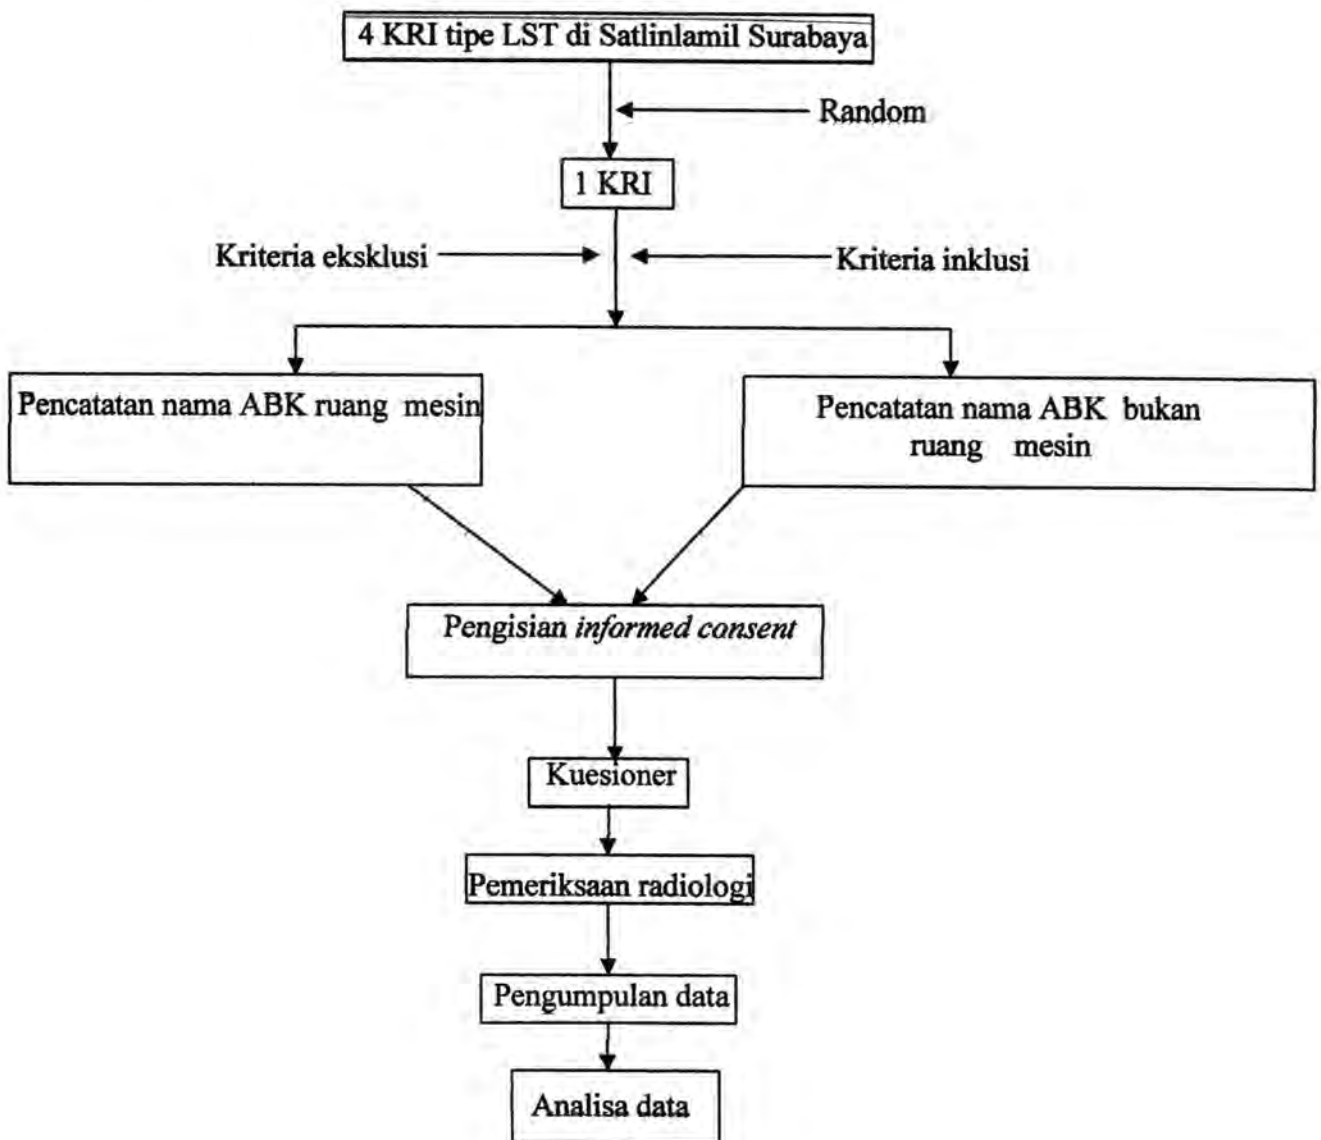 4 KRI tipe LST di Satlinlamil Surabaya
Random
1 KRI
Kriteria eksklusi
Kriteria inklusi
Pencatatan nama ABK ruang mesin
Pencatatan nama ABK bukan
ruang mesin
Pengisian informed consent
Kuesioner
Pemeriksaan radiologi
Pengumpulan data
Analisa data